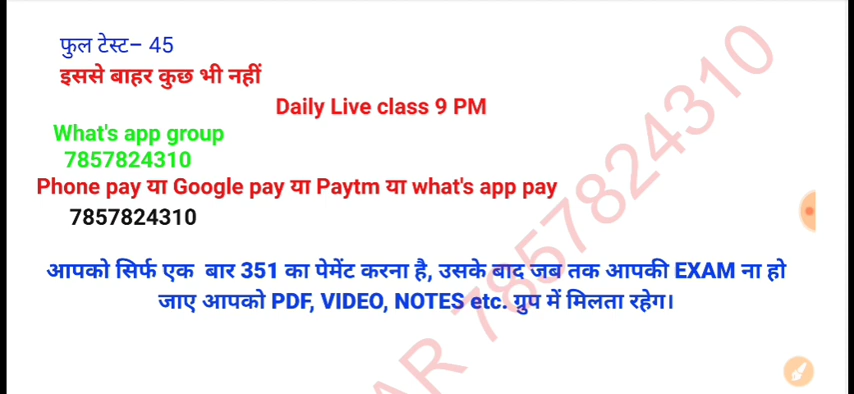 फुल टेस्ट– 45
इससे बाहर कुछ भी नहीं
Daily Live class 9 PM
What's app group
7857824310
Phone pay या Google pay या Paytm या what's app pay
7857824310
आपको सिर्फ एक बार 351 का पेमेंट करना है, उसके बाद जब तक आपकी EXAM ना हो
जाए आपको PDF, VIDEO, NOTES etc. ग्रुप में मिलता रहेग।
AR 7857824310